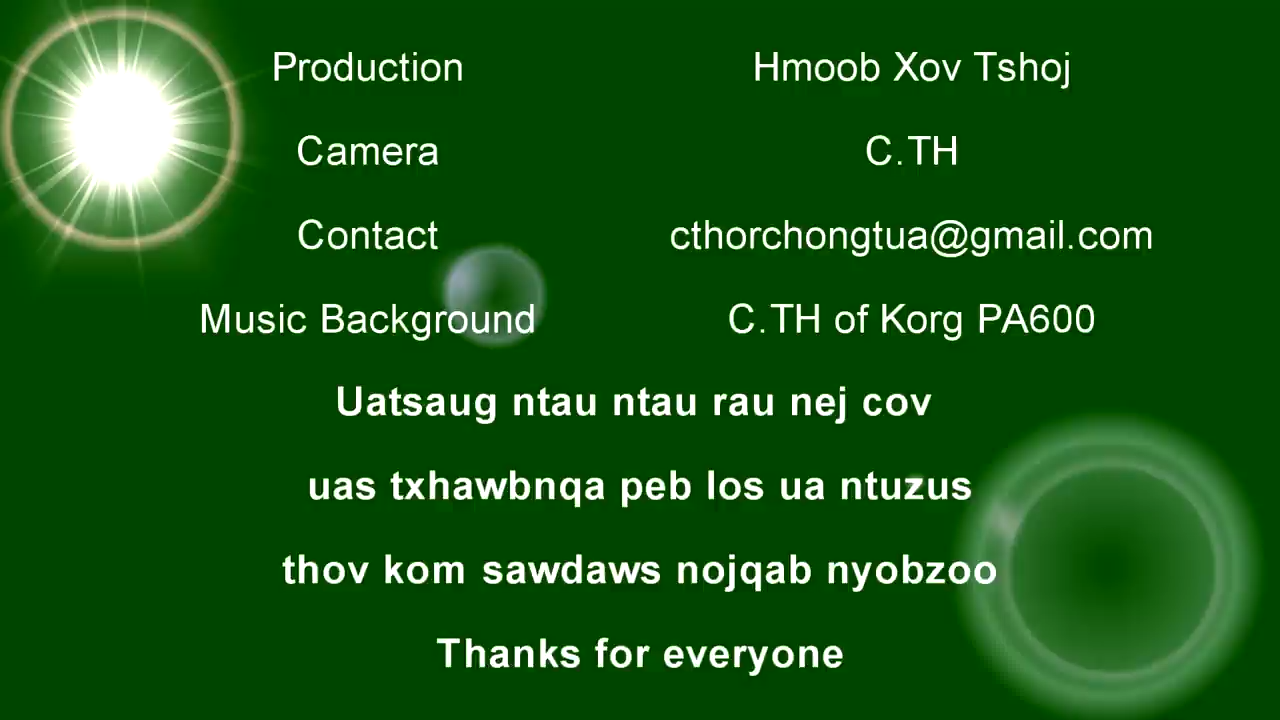 Production Hmoob Xov Tshoj
Camera C.TH
Contact cthorchongtua@gmail.com
Music Background C.TH of Korg PA600
Uatsaug ntau ntau rau nej cov
uas txhawbnqa peb los ua ntuzus
thov kom sawdaws nojqab nyobzoo
Thanks for everyone